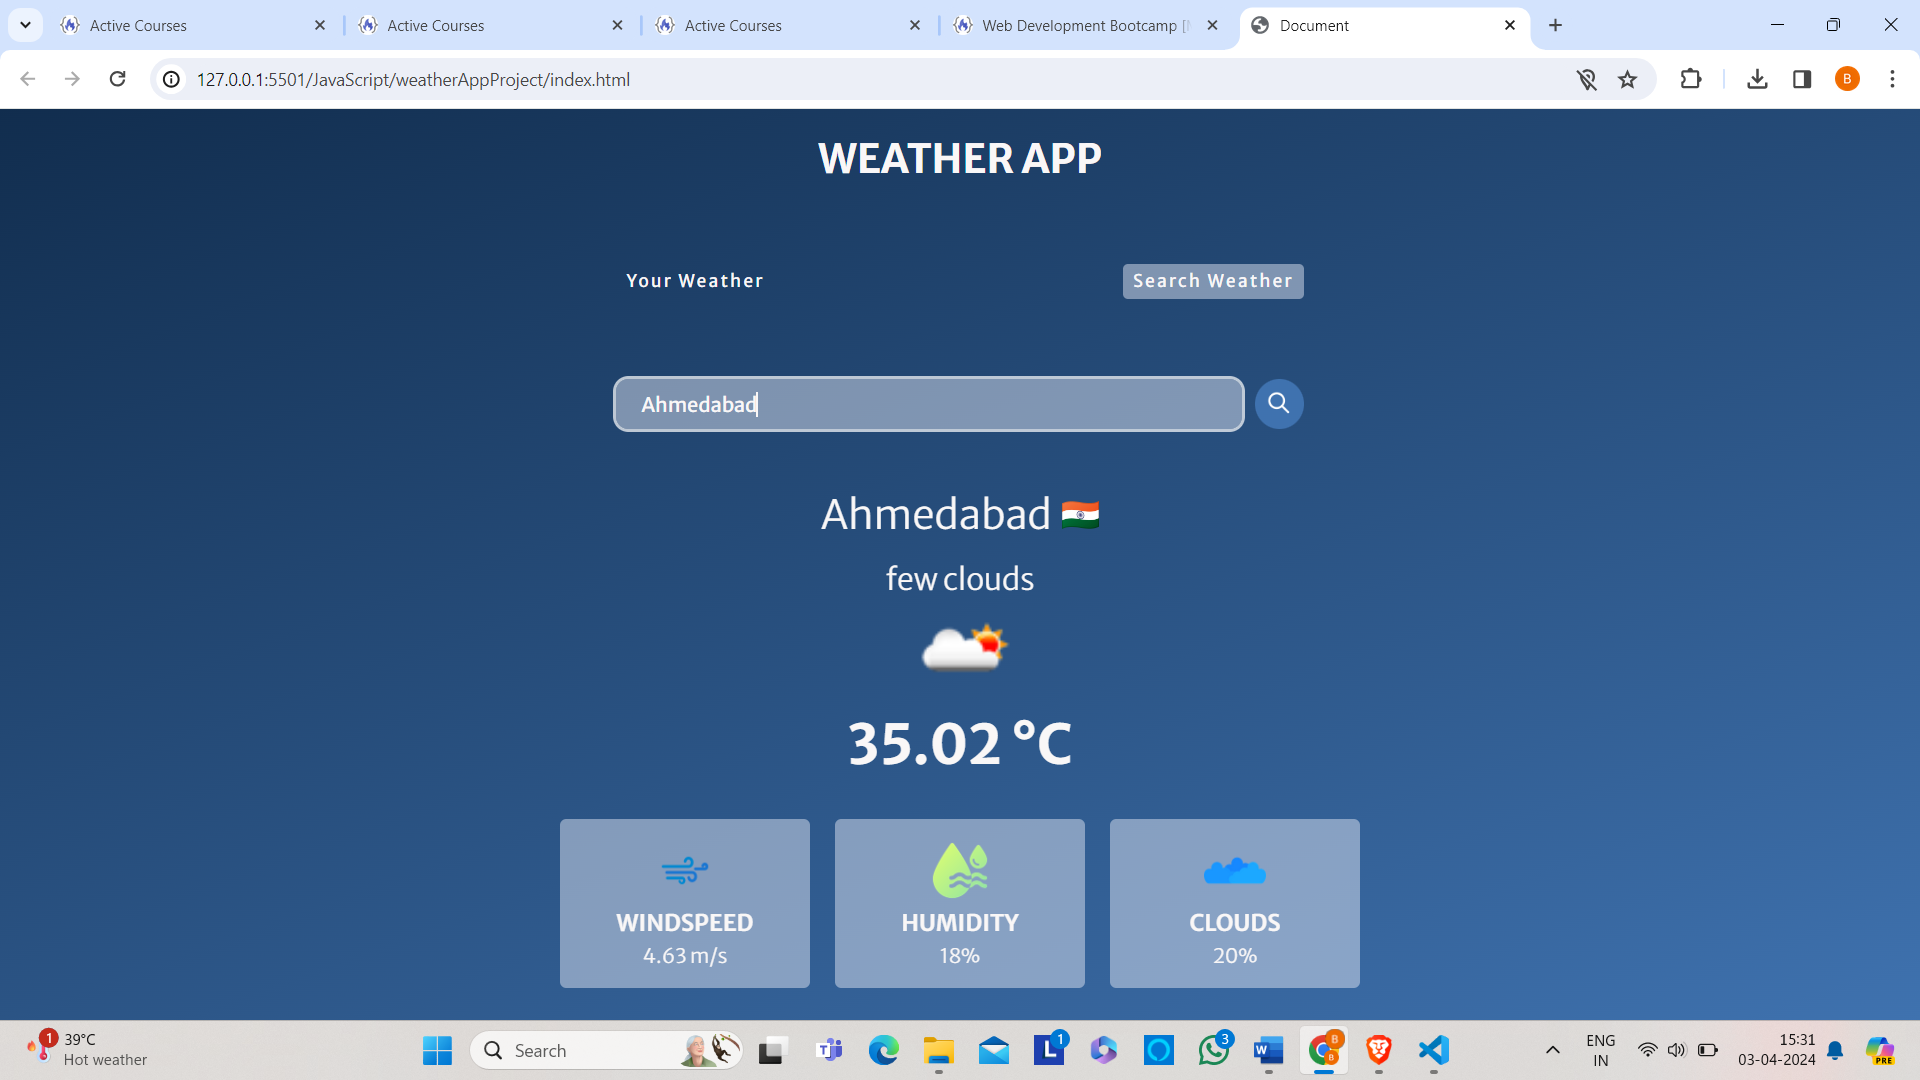 Active Courses
Active Courses
Active Courses
Web Development Bootcamp [
Document
127.0.0.1:5501/JavaScript/weatherAppProject/index.html
B
WEATHER APP
Your Weather
Search Weather
Ahmedabad
Ahmedabad
few clouds
35.02 °C
WINDSPEED
4.63 m/s
HUMIDITY
18%
CLOUDS
20%
1
39°C
Hot weather
Search
T
L
1
3
W
B
B
ENG
IN
15:31
03-04-2024
PRE